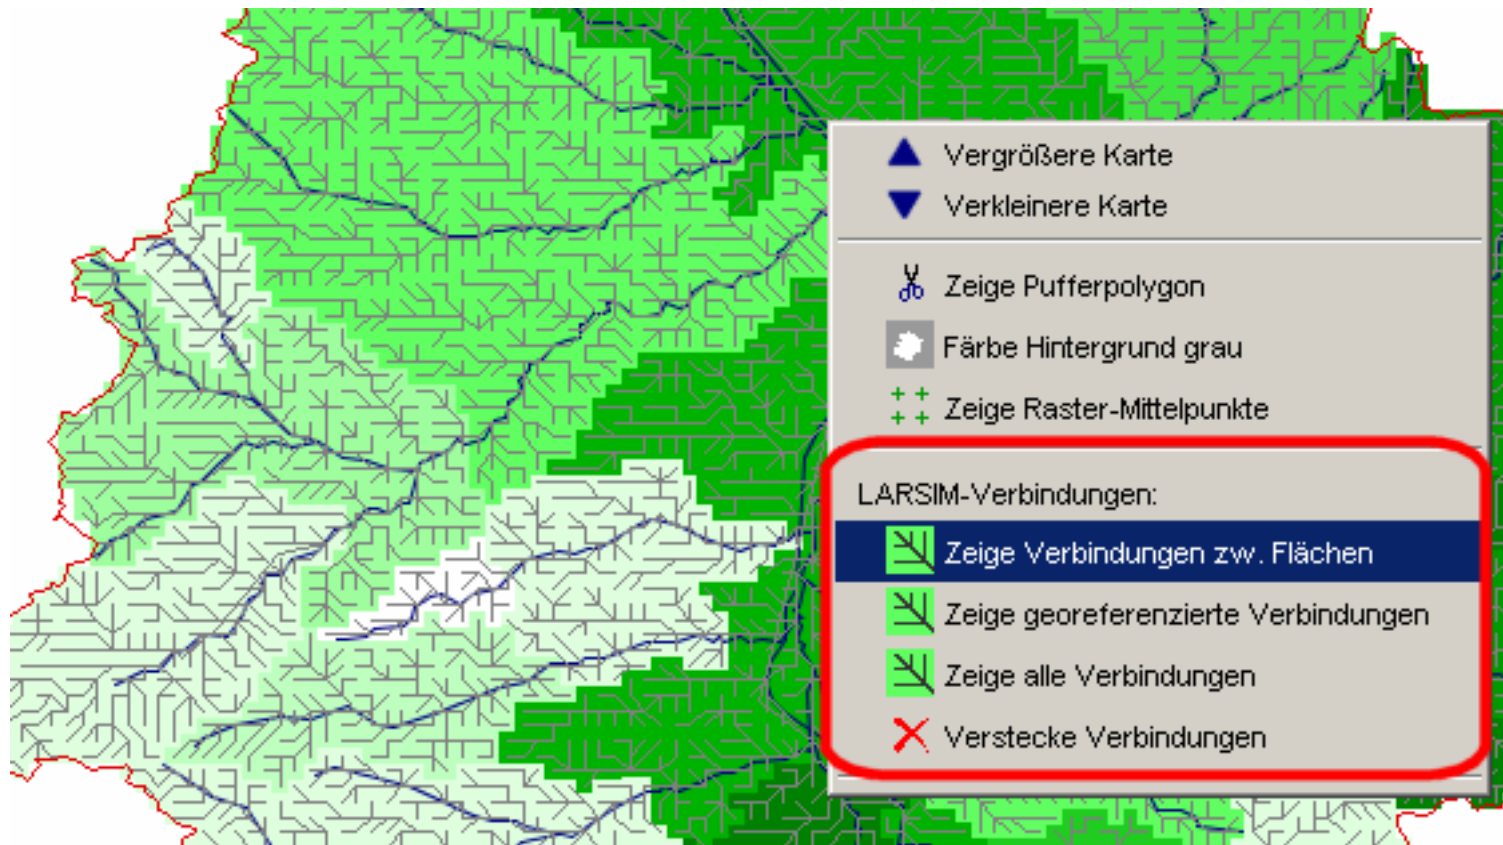 Vergrößere Karte
Verkleinere Karte
Zeige Pufferpolygon
Färbe Hintergrund grau
Zeige Raster-Mittelpunkte
LARSIM-Verbindungen:
Zeige Verbindungen zw. Flächen
Zeige georeferenzierte Verbindungen
Zeige alle Verbindungen
Verstecke Verbindungen